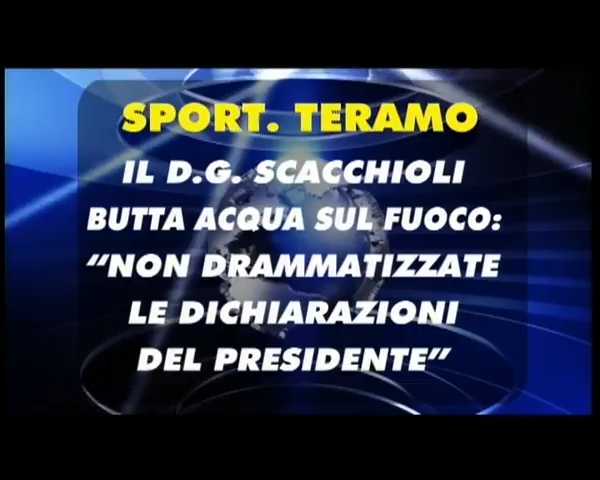 SPORT. TERAMO
IL D.G. SCACCHIOLI
BUTTA ACQUA SUL FUOCO:
“NON DRAMMATIZZATE
LE DICHIARAZIONI
DEL PRESIDENTE”